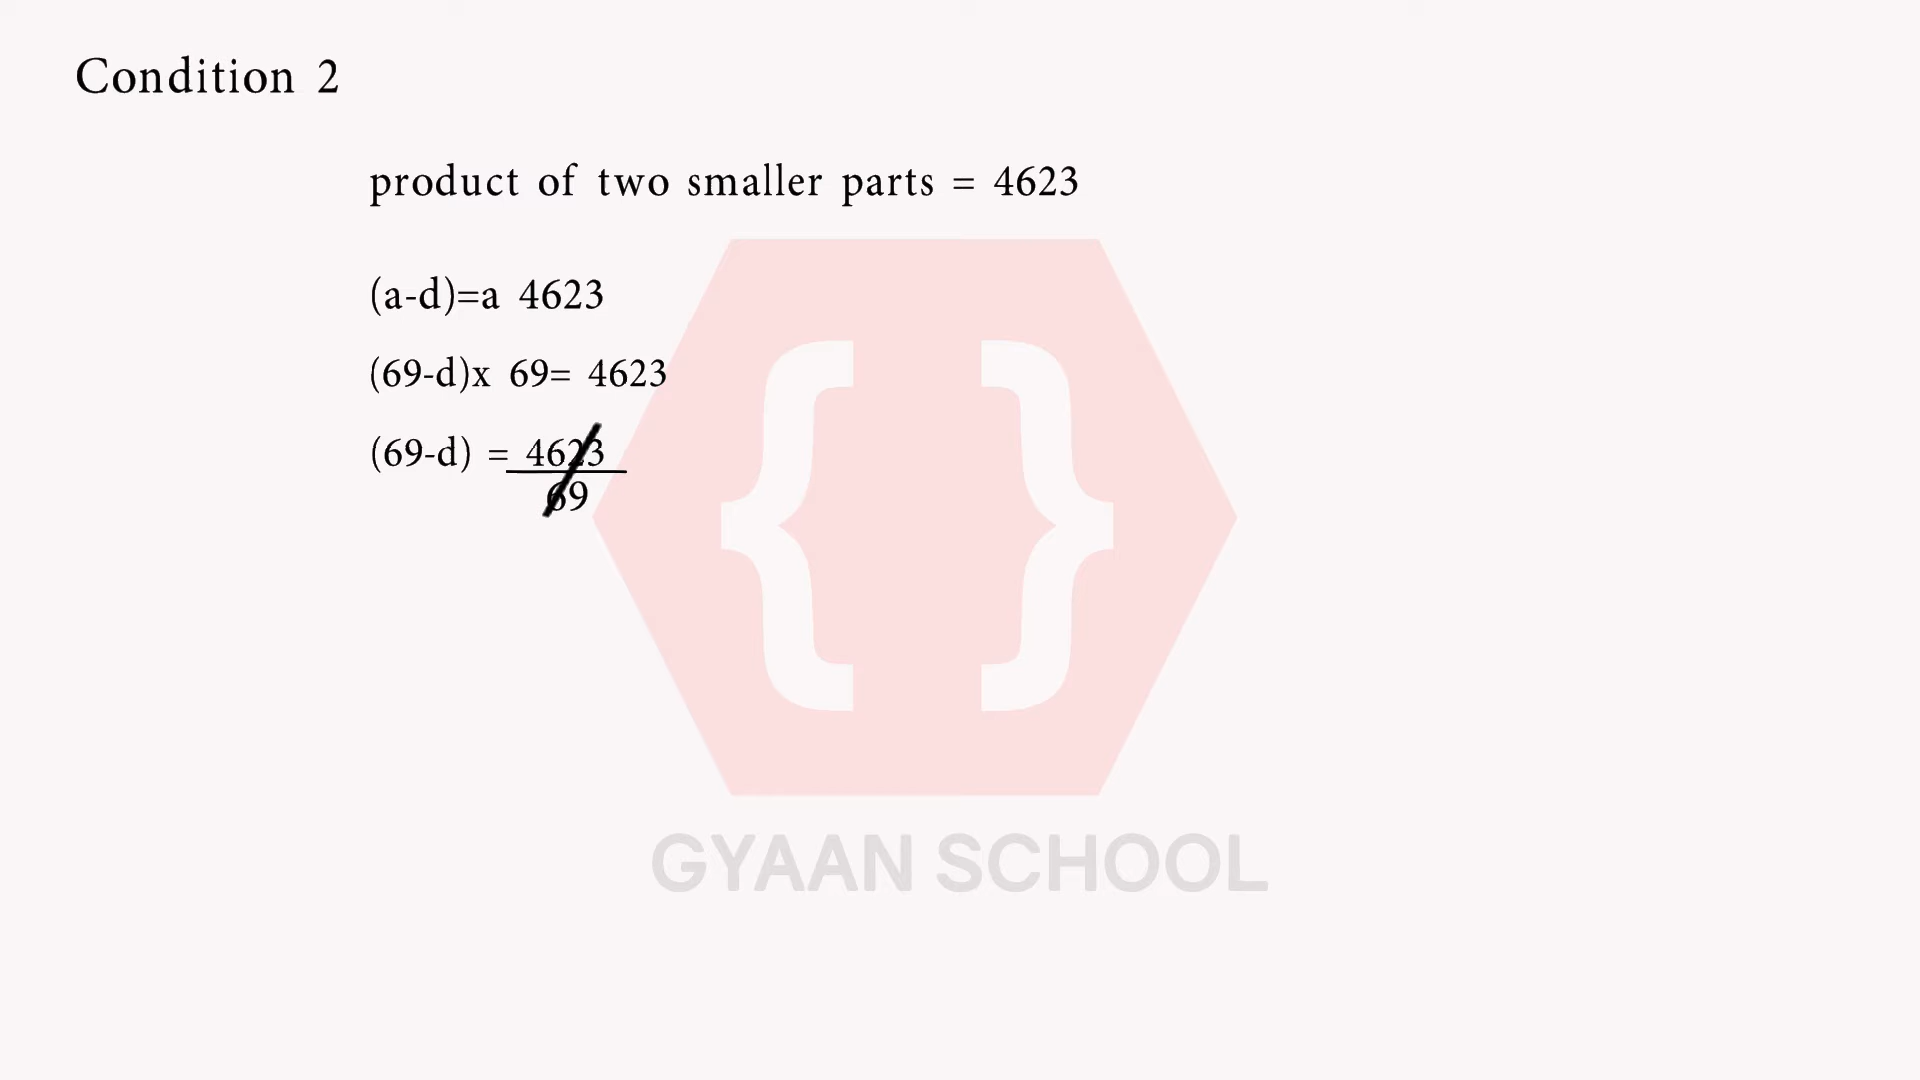 Condition 2
product of two smaller parts = 4623
(a-d)=a 4623
(69-d)x 69= 4623
(69-d) = 4623
69
{ }
GYAAN SCHOOL